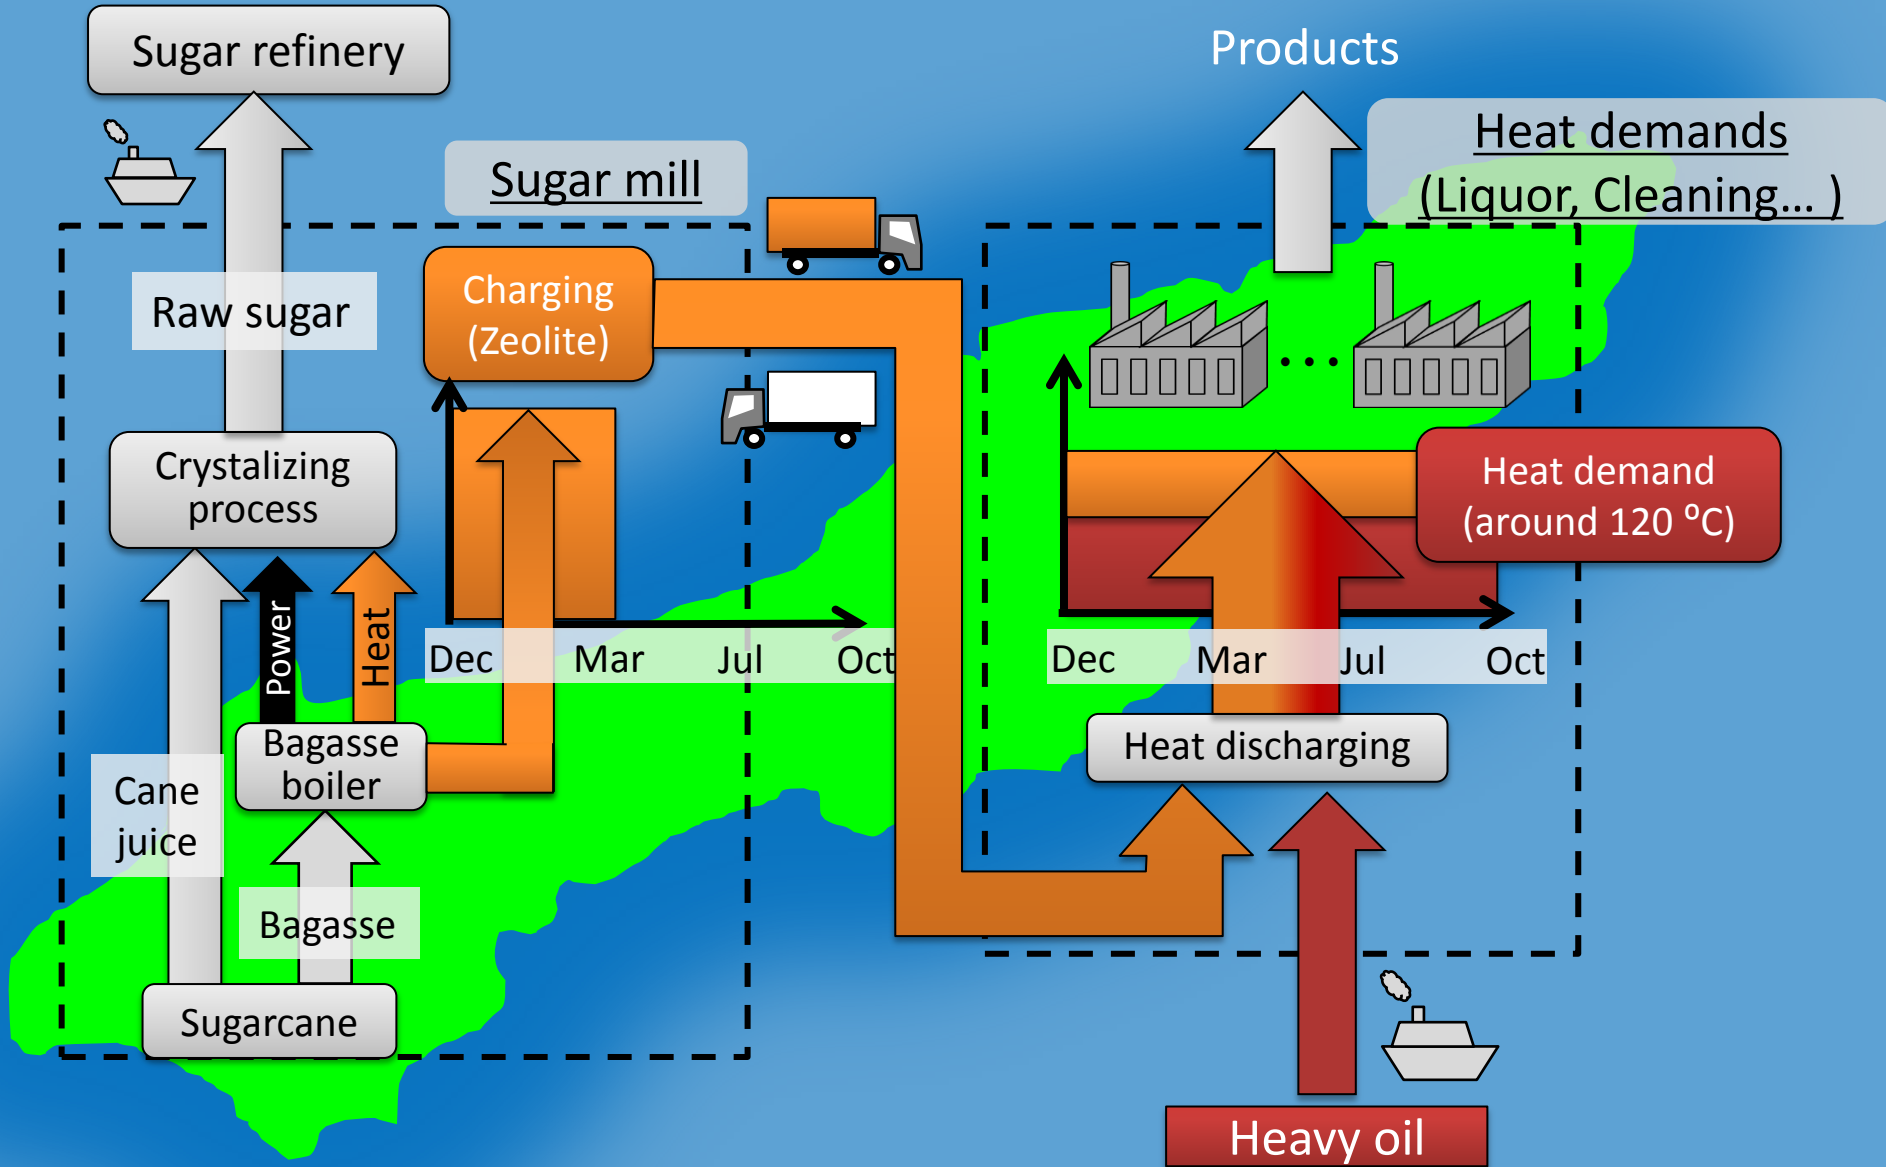 Sugar refinery
Products
Heat demands
(Liquor, Cleaning... )
Sugar mill
Raw sugar
Charging
(Zeolite)
Crystalizing
process
Heat demand
(around 120 ⁰C)
Power
Heat
Dec Mar Jul Oct
Dec Mar Jul Oct
Bagasse
boiler
Heat discharging
Cane
juice
Bagasse
Sugarcane
Heavy oil